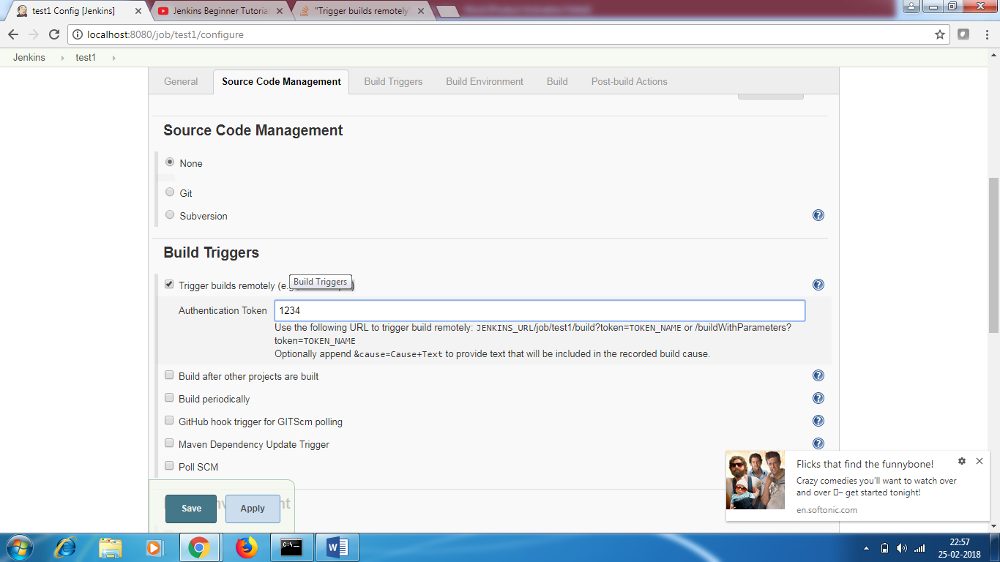 test1 Config [Jenkins]
Jenkins Beginner Tutorial
"Trigger builds remotely
localhost:8080/job/test1/configure
Jenkins
test1
General
Source Code Management
Build Triggers
Build Environment
Build
Post-build Actions
Source Code Management
None
Git
Subversion
Build Triggers
Trigger builds remotely (e.g.,
Build Triggers
Authentication Token
1234
Use the following URL to trigger build remotely: JENKINS_URL/job/test1/build?token=TOKEN_NAME or /buildWithParameters?
token=TOKEN_NAME
Optionally append &cause=Cause+Text to provide text that will be included in the recorded build cause.
Build after other projects are built
Build periodically
GitHub hook trigger for GITScm polling
Maven Dependency Update Trigger
Poll SCM
Save
Apply
Flicks that find the funnybone!
Crazy comedies you'll want to watch over
and over – get started tonight!
en.softonic.com
22:57
25-02-2018